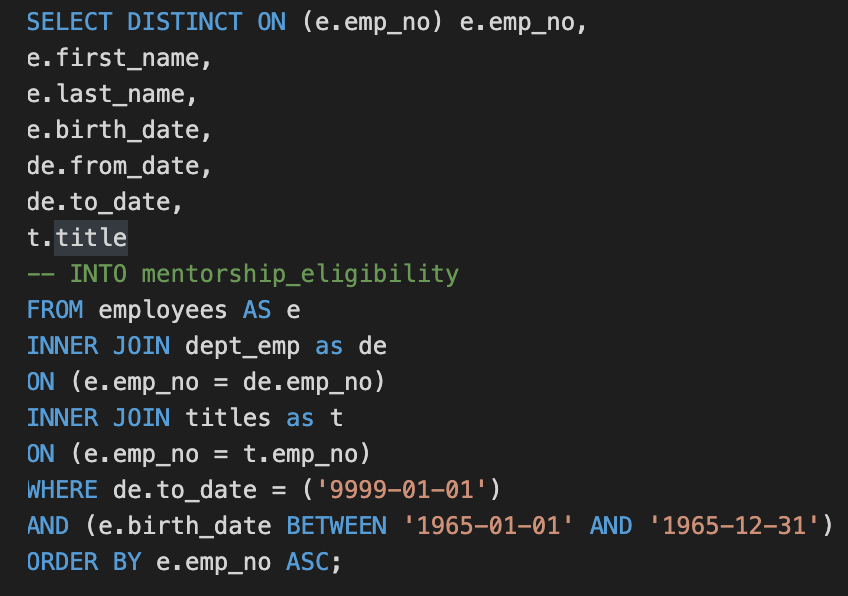 SELECT DISTINCT ON (e.emp_no) e.emp_no,
e.first_name,
e.last_name,
e.birth_date,
de.from_date,
de.to_date,
t.title
-- INTO mentorship_eligibility
FROM employees AS e
INNER JOIN dept_emp as de
ON (e.emp_no = de.emp_no)
INNER JOIN titles as t
ON (e.emp_no = t.emp_no)
WHERE de.to_date = ('9999-01-01')
AND (e.birth_date BETWEEN '1965-01-01' AND '1965-12-31')
ORDER BY e.emp_no ASC;